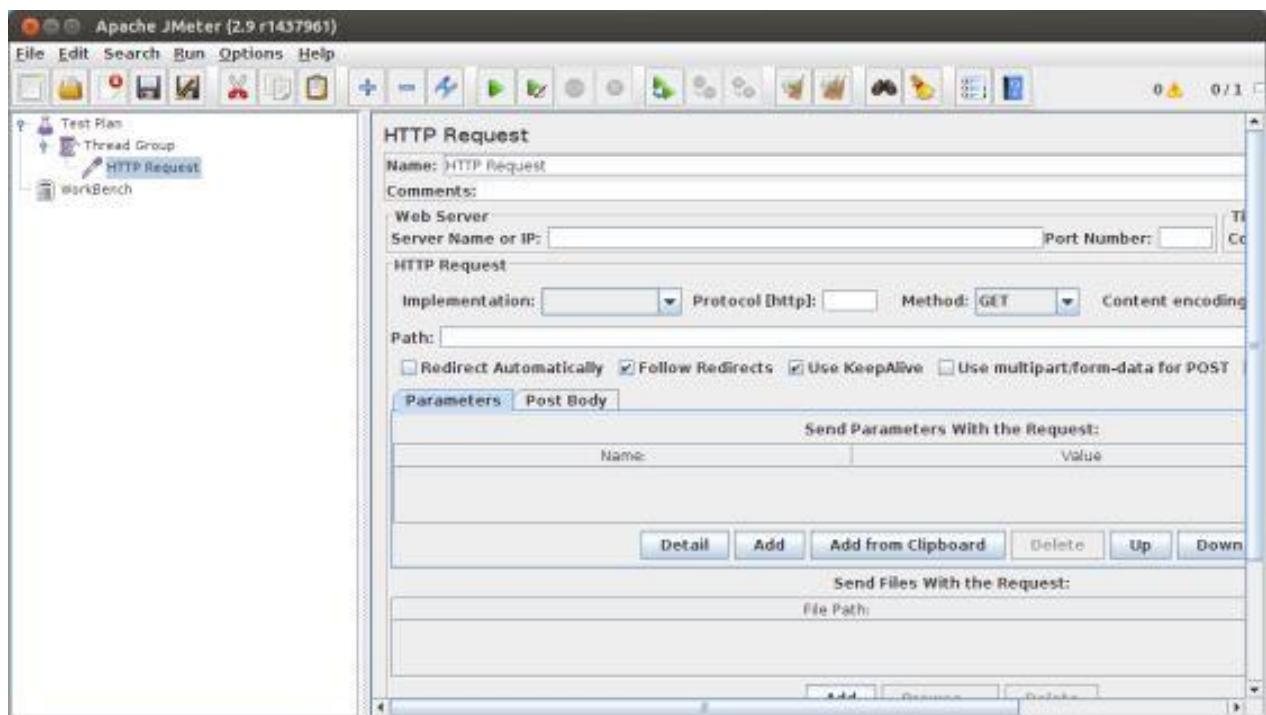 Apache JMeter (2.9 r1437961)
File Edit Search Run Options Help
0 0/1
Test Plan
Thread Group
HTTP Request
WorkBench
HTTP Request
Name: HTTP Request
Comments:
Web Server
Server Name or IP: Port Number:
HTTP Request
Implementation: Protocol [http]: Method: GET Content encoding
Path:
Redirect Automatically Follow Redirects Use KeepAlive Use multipart/form-data for POST
Parameters Post Body
Send Parameters With the Request:
Name: Value
Detail Add Add from Clipboard Delete Up Down
Send Files With the Request:
File Path:
Add Browse... Delete